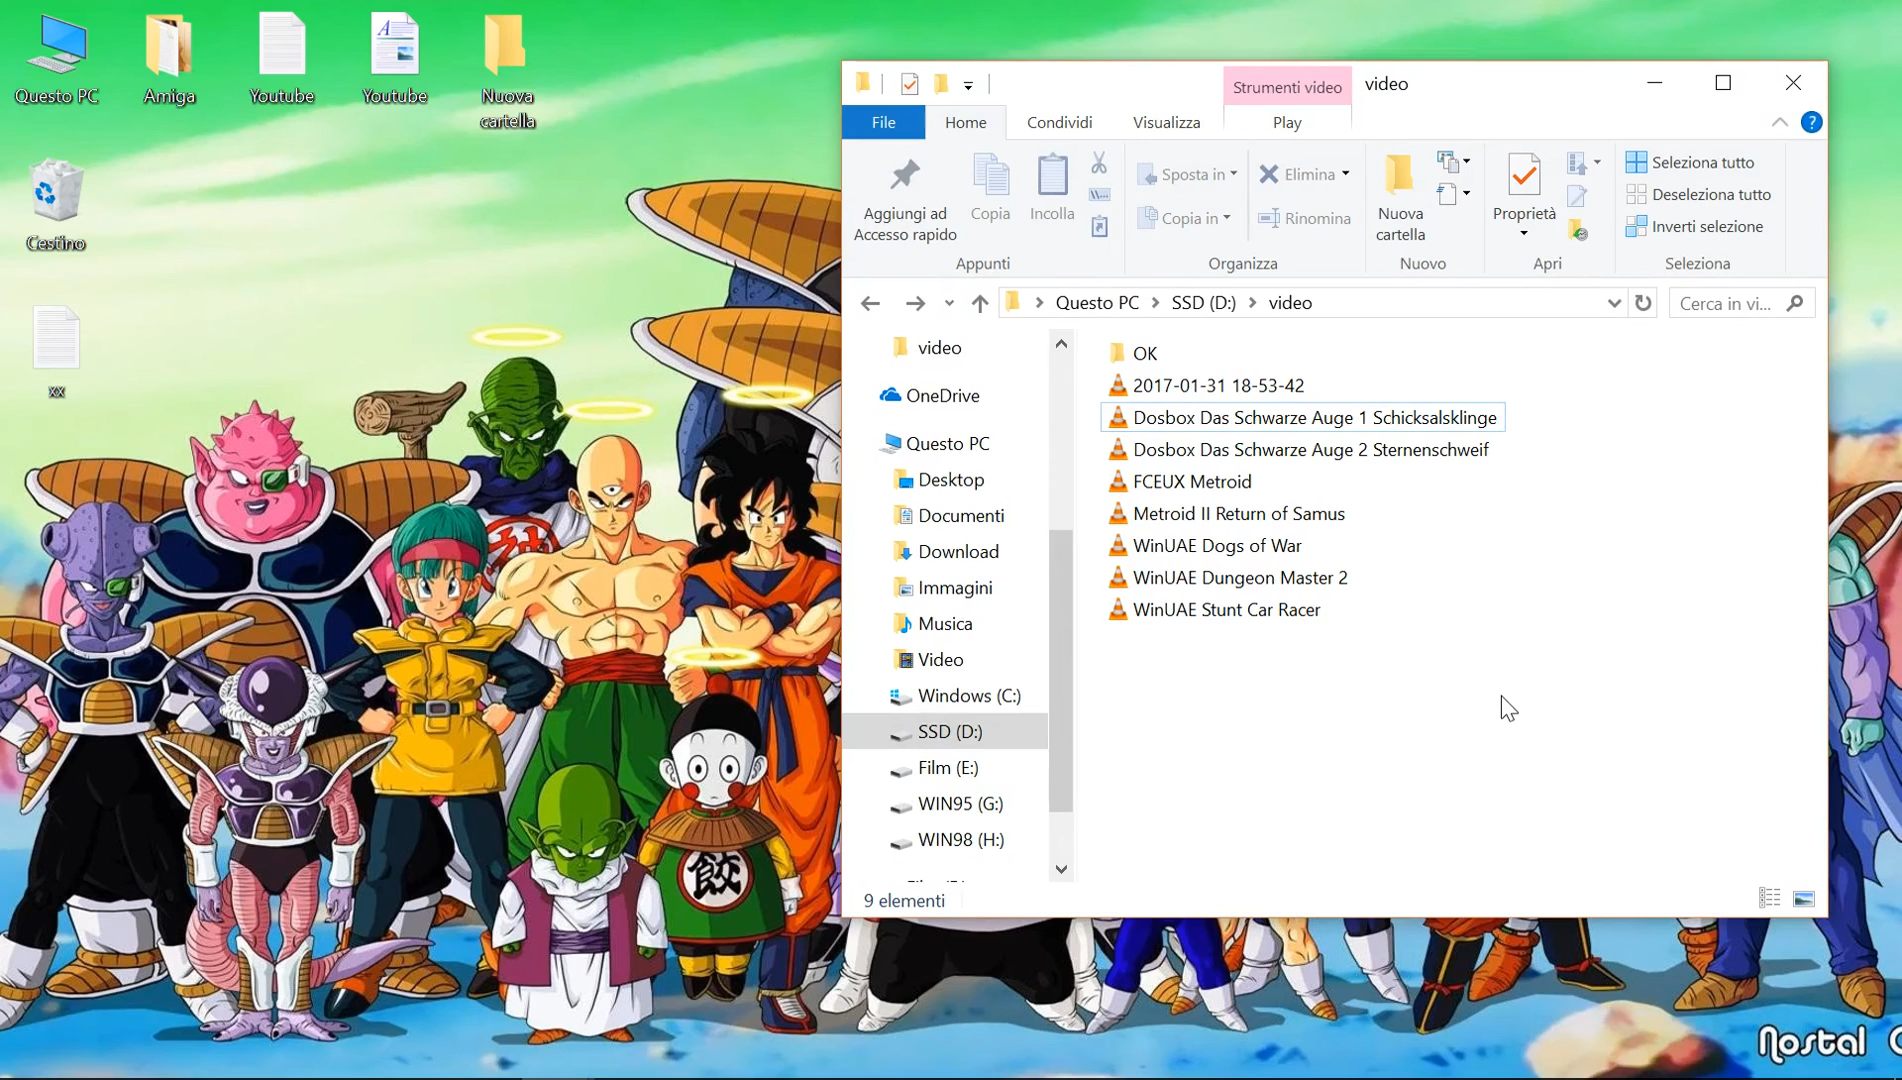 Questo PC
Amiga
Youtube
Youtube
Nuova
cartella
Cestino
xx
餃
Strumenti video
video
File
Home
Condividi
Visualizza
Play
Aggiungi ad
Accesso rapido
Copia
Incolla
Sposta in
Copia in
Elimina
Rinomina
Nuova
cartella
Proprietà
Seleziona tutto
Deseleziona tutto
Inverti selezione
Appunti
Organizza
Nuovo
Apri
Seleziona
Questo PC
SSD (D:)
video
Cerca in vi...
video
OneDrive
Questo PC
Desktop
Documenti
Download
Immagini
Musica
Video
Windows (C:)
SSD (D:)
Film (E:)
WIN95 (G:)
WIN98 (H:)
OK
2017-01-31 18-53-42
Dosbox Das Schwarze Auge 1 Schicksalsklinge
Dosbox Das Schwarze Auge 2 Sternenschweif
FCEUX Metroid
Metroid II Return of Samus
WinUAE Dogs of War
WinUAE Dungeon Master 2
WinUAE Stunt Car Racer
9 elementi
Nostal